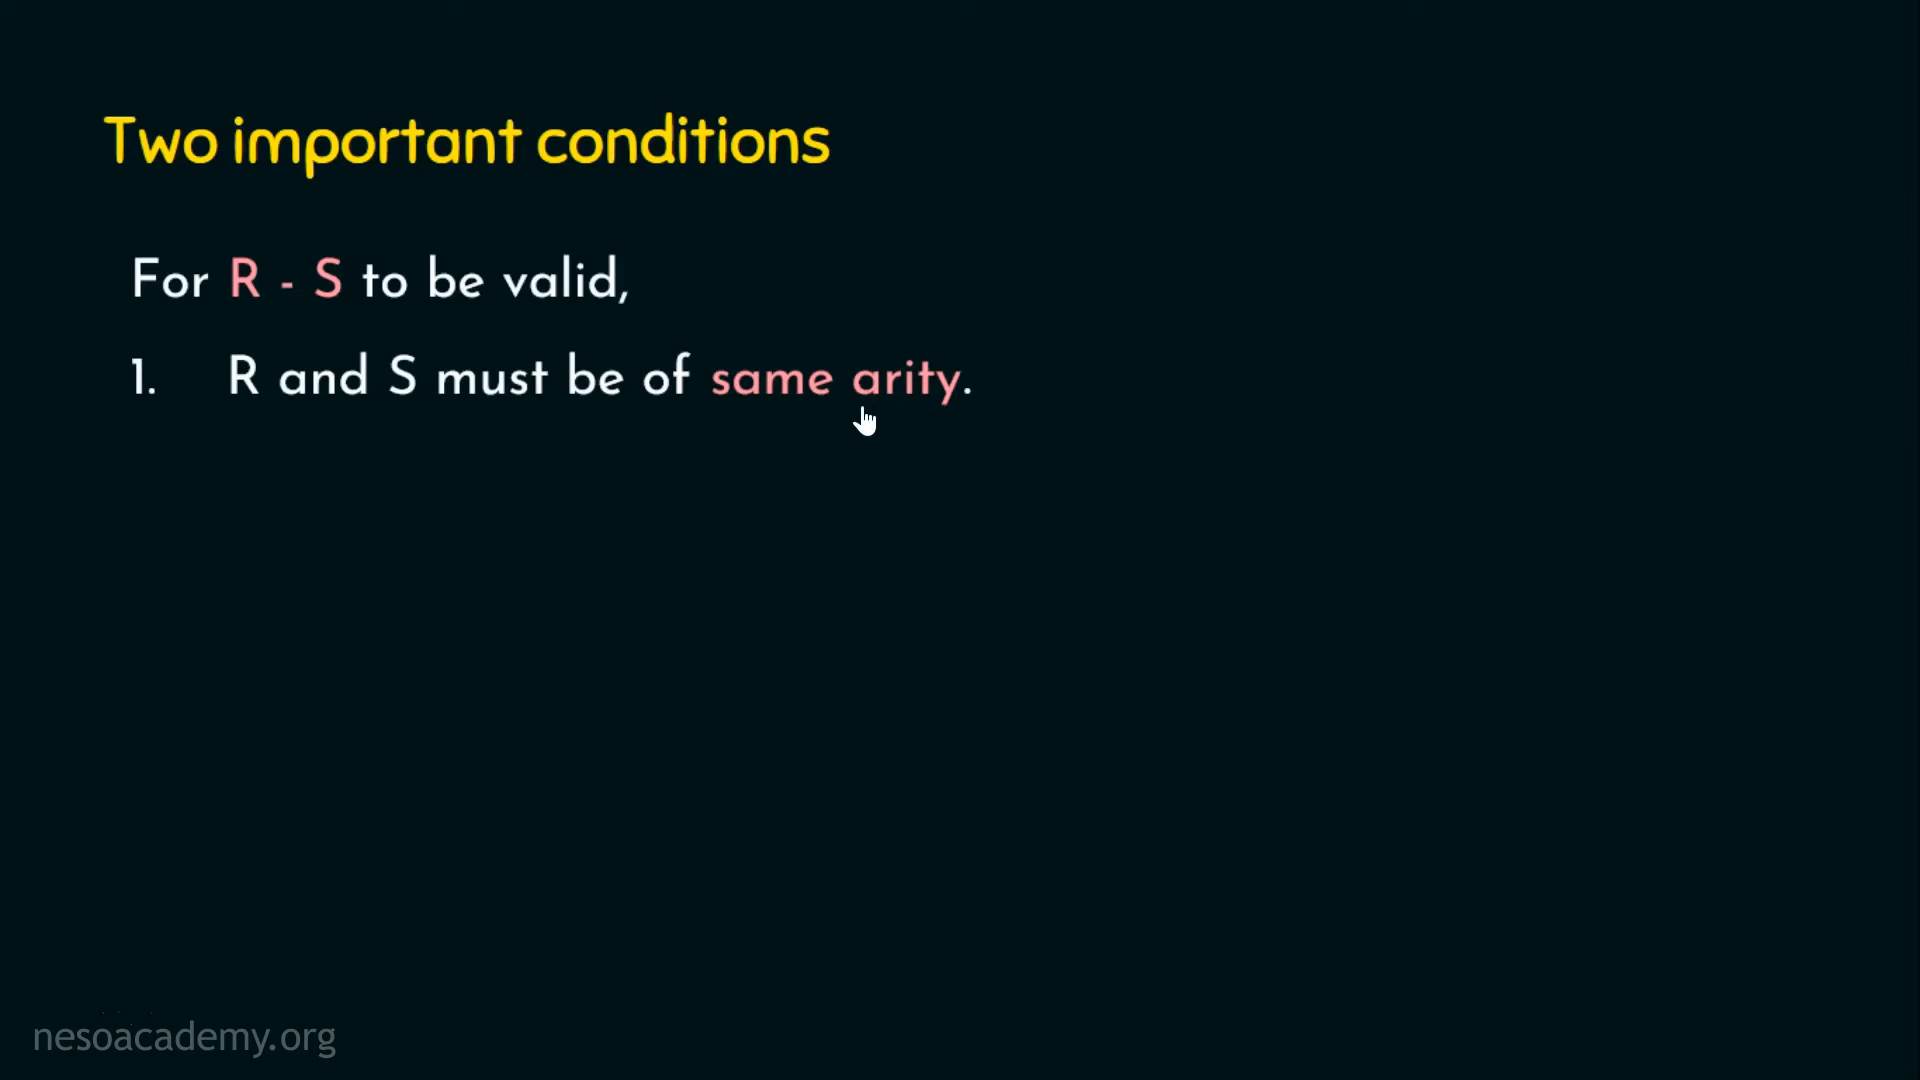 Two important conditions
For R - S to be valid,
1. R and S must be of same arity.
nesoacademy.org